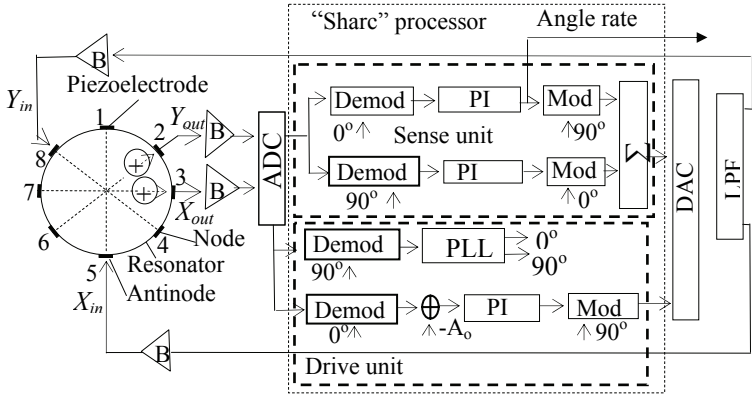 “Sharc” processor
Angle rate
B
Piezoelectrode
Y_in
Y_out
B
B
X_out
1
2
3
4
5
6
7
8
+
+
Node
Resonator
Antinode
X_in
B
ADC
Demod
PI
Mod
0°
Sense unit
90°
Demod
PI
Mod
90°
0°
Σ
Demod
PLL
0°
90°
90°
Demod
PI
Mod
0°
-A_o
90°
Drive unit
DAC
LPF